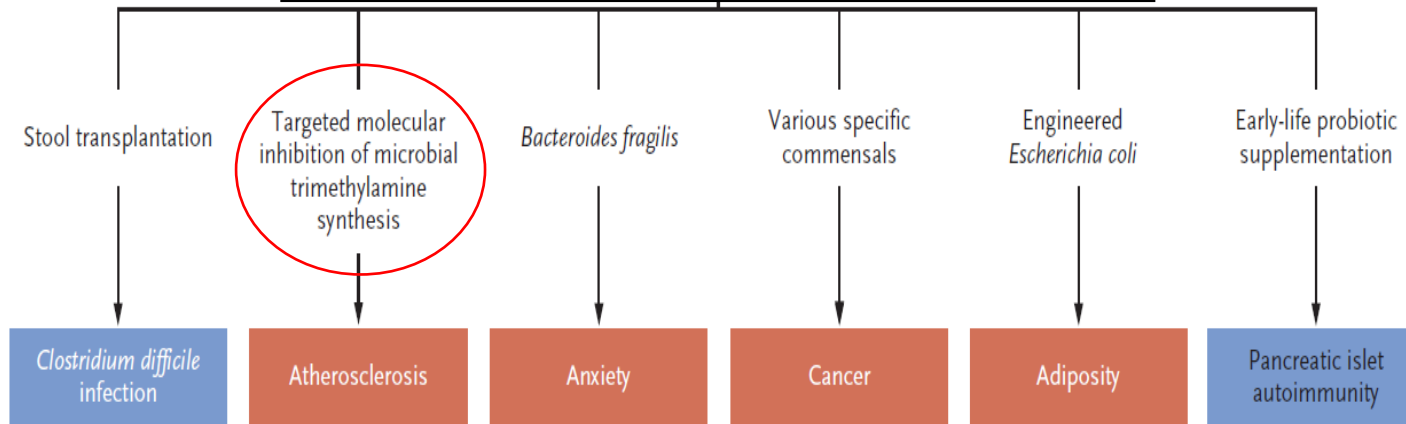 Stool transplantation
Targeted molecular
inhibition of microbial
trimethylamine
synthesis
Bacteroides fragilis
Various specific
commensals
Engineered
Escherichia coli
Early-life probiotic
supplementation
Clostridium difficile
infection
Atherosclerosis
Anxiety
Cancer
Adiposity
Pancreatic islet
autoimmunity